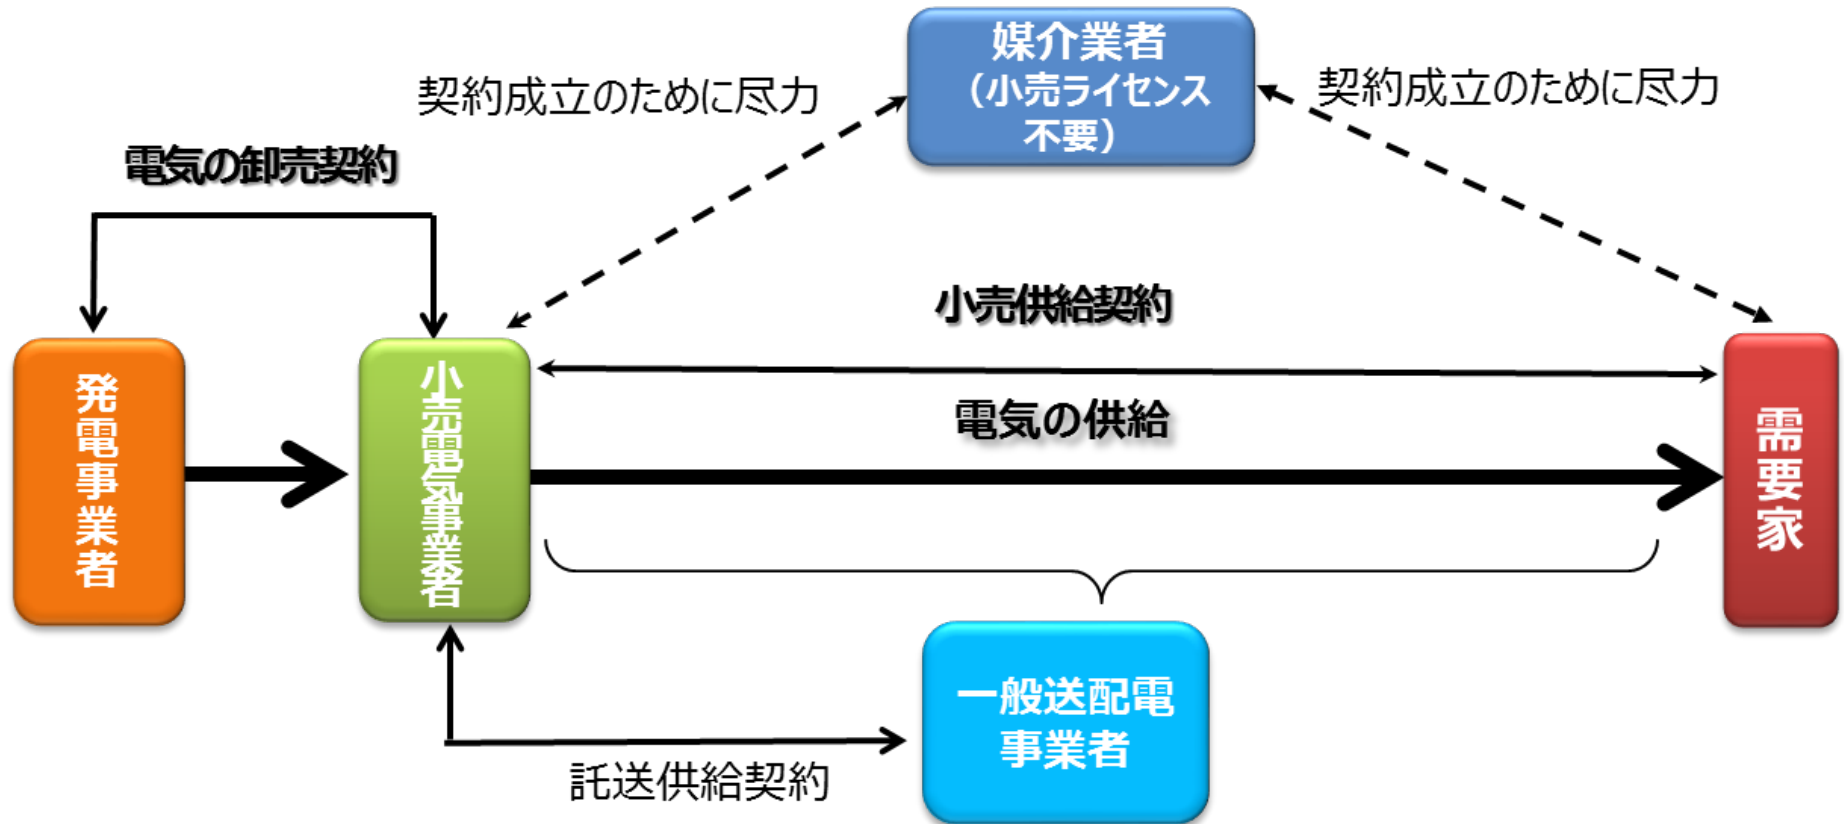 媒介業者
（小売ライセンス
不要）
契約成立のために尽力
契約成立のために尽力
電気の卸売契約
小売供給契約
発電事業者
小売電気事業者
電気の供給
需要家
一般送配電
事業者
託送供給契約